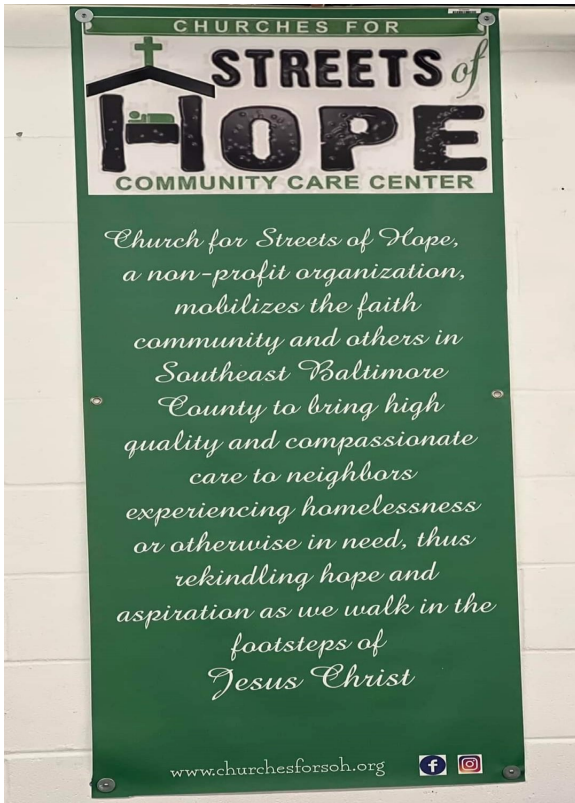 CHURCHES FOR
STREETS of
HOPE
COMMUNITY CARE CENTER
Church for Streets of Hope,
a non-profit organization,
mobilizes the faith
community and others in
Southeast Baltimore
County to bring high
quality and compassionate
care to neighbors
experiencing homelessness
or otherwise in need, thus
rekindling hope and
aspiration as we walk in the
footsteps of
Jesus Christ
www.churchesforsoh.org